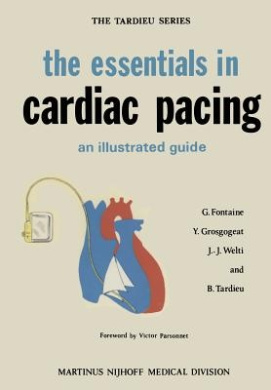 THE TARDIEU SERIES
the essentials in
cardiac pacing
an illustrated guide
G. Fontaine
Y. Grosgogeat
J.-J. Welti
and
B. Tardieu
Foreword by Victor Parsonnet
MARTINUS NIJHOFF MEDICAL DIVISION